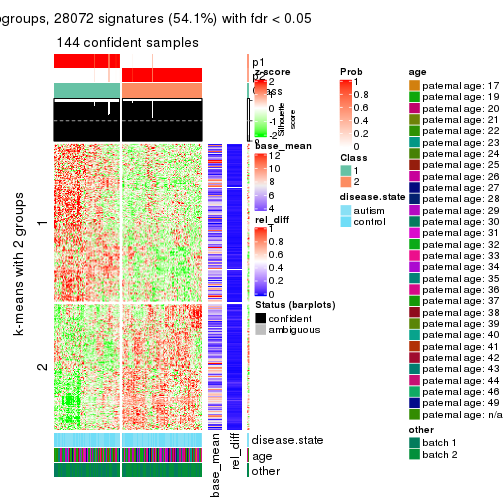 groups, 28072 signatures (54.1%) with fdr < 0.05
144 confident samples
p1
p2
Class
Silhouette
score
k-means with 2 groups
1
2
disease.state
age
other
base_mean
rel_diff
z-score
2
1
0
-1
-2
base_mean
12
10
8
6
4
rel_diff
1
0.8
0.6
0.4
0.2
0
Status (barplots)
confident
ambiguous
Prob
1
0.8
0.6
0.4
0.2
0
Class
1
2
disease.state
autism
control
age
paternal age: 17
paternal age: 19
paternal age: 20
paternal age: 21
paternal age: 22
paternal age: 23
paternal age: 24
paternal age: 25
paternal age: 26
paternal age: 27
paternal age: 28
paternal age: 29
paternal age: 30
paternal age: 31
paternal age: 32
paternal age: 33
paternal age: 34
paternal age: 35
paternal age: 36
paternal age: 37
paternal age: 38
paternal age: 39
paternal age: 40
paternal age: 41
paternal age: 42
paternal age: 43
paternal age: 44
paternal age: 46
paternal age: 49
paternal age: n/a
other
batch 1
batch 2